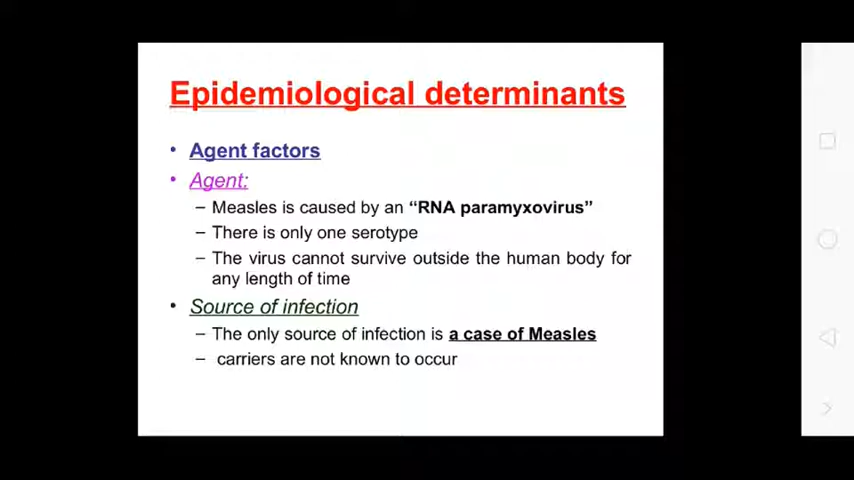 Epidemiological determinants
• Agent factors
• Agent:
– Measles is caused by an “RNA paramyxovirus”
– There is only one serotype
– The virus cannot survive outside the human body for
any length of time
• Source of infection
– The only source of infection is a case of Measles
– carriers are not known to occur